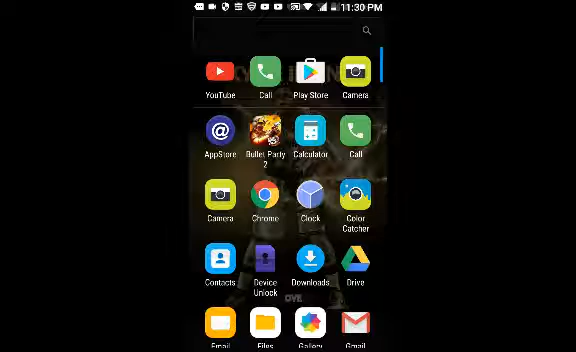 11:30 PM
YouTube
Call
Play Store
Camera
AppStore
Bullet Party
2
Calculator
Call
Camera
Chrome
Clock
Color
Catcher
Contacts
Device
Unlock
Downloads
Drive
OVE
Email
Files
Gallery
Gmail